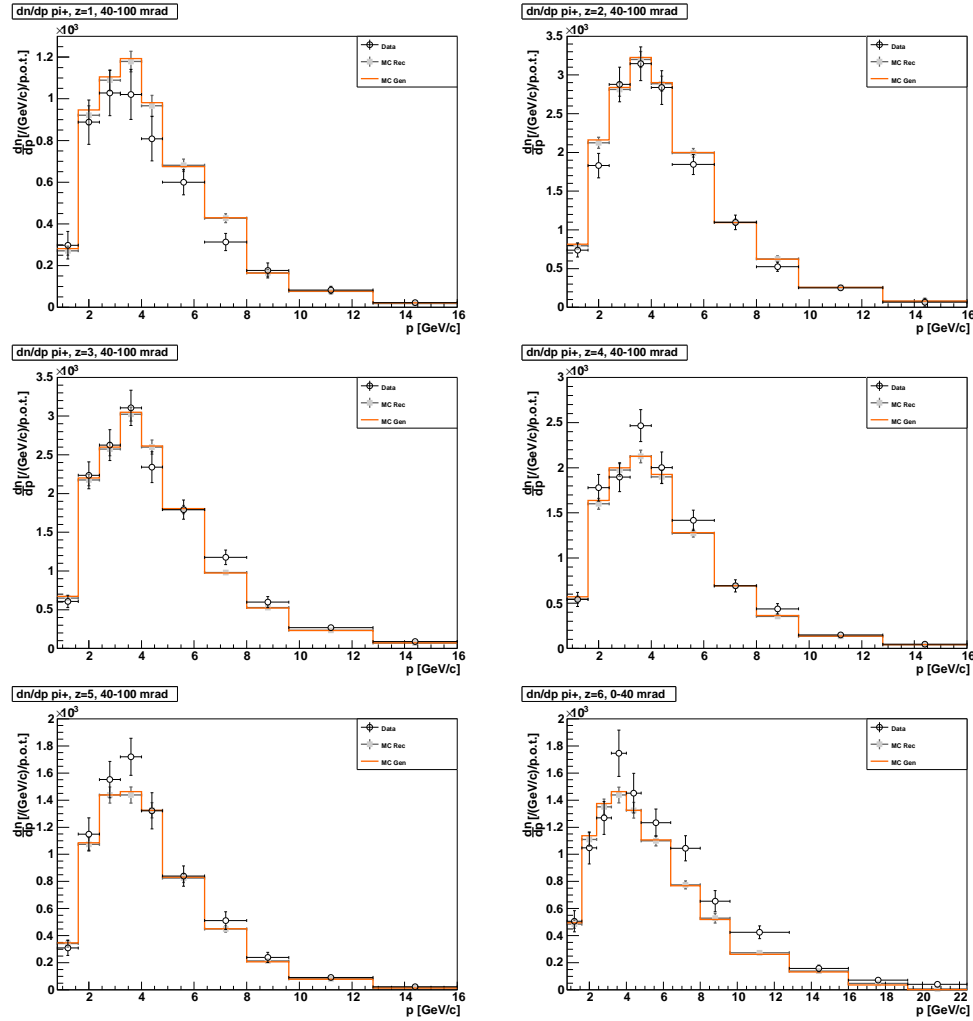 dn/dp pi+, z=1, 40-100 mrad
×10³
Data
MC Rec
MC Gen
dn/dp [/(GeV/c)/p.o.t.]
1.2
1
0.8
0.6
0.4
0.2
0
2 4 6 8 10 12 14 16
p [GeV/c]
dn/dp pi+, z=2, 40-100 mrad
×10³
Data
MC Rec
MC Gen
dn/dp [/(GeV/c)/p.o.t.]
3.5
3
2.5
2
1.5
1
0.5
0
2 4 6 8 10 12 14 16
p [GeV/c]
dn/dp pi+, z=3, 40-100 mrad
×10³
Data
MC Rec
MC Gen
dn/dp [/(GeV/c)/p.o.t.]
3.5
3
2.5
2
1.5
1
0.5
0
2 4 6 8 10 12 14 16
p [GeV/c]
dn/dp pi+, z=4, 40-100 mrad
×10³
Data
MC Rec
MC Gen
dn/dp [/(GeV/c)/p.o.t.]
3
2.5
2
1.5
1
0.5
0
2 4 6 8 10 12 14 16
p [GeV/c]
dn/dp pi+, z=5, 40-100 mrad
×10³
Data
MC Rec
MC Gen
dn/dp [/(GeV/c)/p.o.t.]
2
1.8
1.6
1.4
1.2
1
0.8
0.6
0.4
0.2
0
2 4 6 8 10 12 14 16
p [GeV/c]
dn/dp pi+, z=6, 0-40 mrad
×10³
Data
MC Rec
MC Gen
dn/dp [/(GeV/c)/p.o.t.]
2
1.8
1.6
1.4
1.2
1
0.8
0.6
0.4
0.2
0
2 4 6 8 10 12 14 16 18 20 22
p [GeV/c]